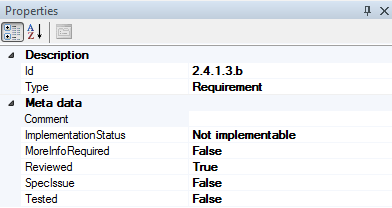 Properties
A
Z
Description
Id 2.4.1.3.b
Type Requirement
Meta data
Comment
ImplementationStatus Not implementable
MoreInfoRequired False
Reviewed True
SpecIssue False
Tested False